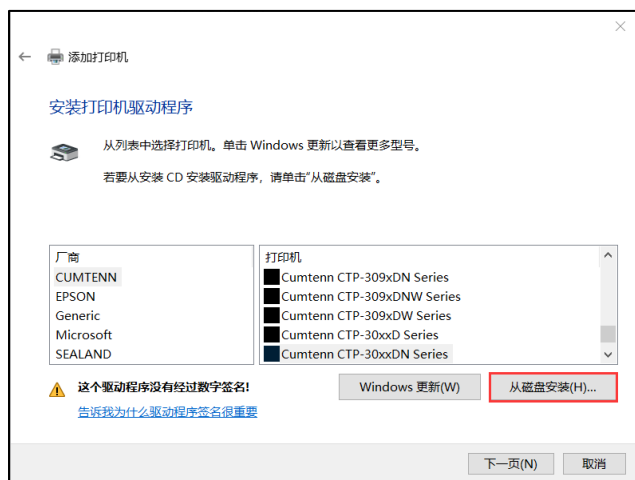 添加打印机
安装打印机驱动程序
从列表中选择打印机。单击 Windows 更新以查看更多型号。
若要从安装 CD 安装驱动程序，请单击“从磁盘安装”。
厂商
CUMTENN
EPSON
Generic
Microsoft
SEALAND
打印机
Cumtenn CTP-309xDN Series
Cumtenn CTP-309xDNW Series
Cumtenn CTP-309xDW Series
Cumtenn CTP-30xxD Series
Cumtenn CTP-30xxDN Series
这个驱动程序没有经过数字签名!
告诉我为什么驱动程序签名很重要
Windows 更新(W)
从磁盘安装(H)...
下一页(N)
取消